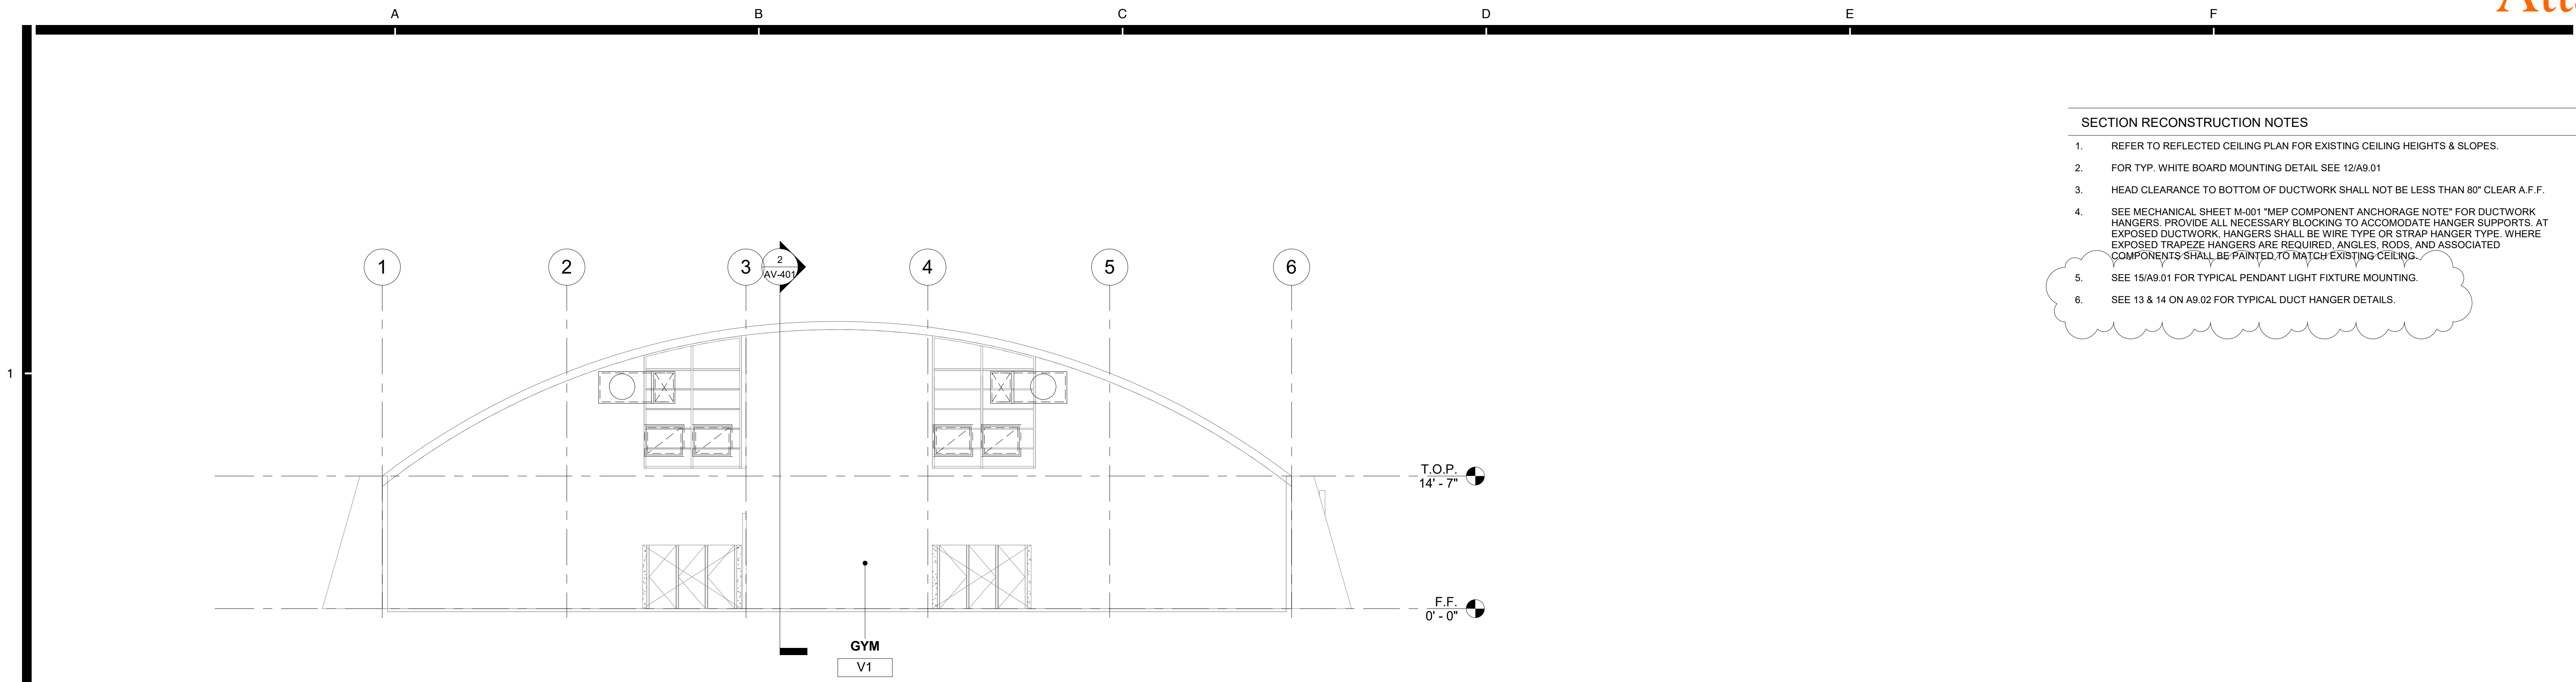 A B C D E F
Att
SECTION RECONSTRUCTION NOTES
1. REFER TO REFLECTED CEILING PLAN FOR EXISTING CEILING HEIGHTS & SLOPES.
2. FOR TYP. WHITE BOARD MOUNTING DETAIL SEE 12/A9.01
3. HEAD CLEARANCE TO BOTTOM OF DUCTWORK SHALL NOT BE LESS THAN 80" CLEAR A.F.F.
4. SEE MECHANICAL SHEET M-001 "MEP COMPONENT ANCHORAGE NOTE" FOR DUCTWORK
HANGERS. PROVIDE ALL NECESSARY BLOCKING TO ACCOMODATE HANGER SUPPORTS. AT
EXPOSED DUCTWORK, HANGERS SHALL BE WIRE TYPE OR STRAP HANGER TYPE. WHERE
EXPOSED TRAPEZE HANGERS ARE REQUIRED, ANGLES, RODS, AND ASSOCIATED
COMPONENTS SHALL BE PAINTED TO MATCH EXISTING CEILING.
5. SEE 15/A9.01 FOR TYPICAL PENDANT LIGHT FIXTURE MOUNTING.
6. SEE 13 & 14 ON A9.02 FOR TYPICAL DUCT HANGER DETAILS.
1 2 3 4 5 6
2
AV-401
1
T.O.P.
14' - 7"
F.F.
0' - 0"
GYM
V1